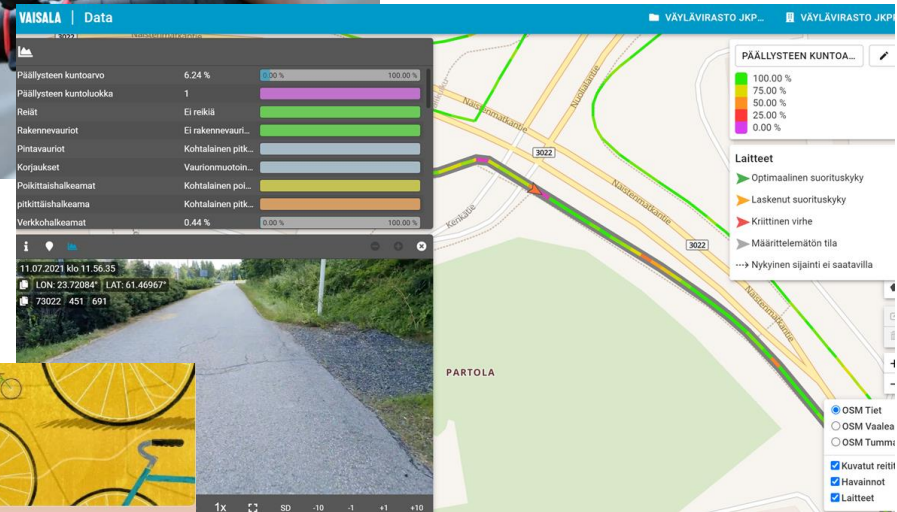 VAISALA | Data
VÄYLÄVIRASTO JKP...
VÄYLÄVIRASTO JKP
Päällysteen kuntoarvo 6.24 % 0.00 % 100.00 %
Päällysteen kuntoluokka 1
Reiät Ei reikiä
Rakennevauriot Ei rakennevauri...
Pintavauriot Kohtalainen pitk...
Korjaukset Vaurionmuotoin...
Poikittaishalkeamat Kohtalainen poi...
pitkittäishalkeama Kohtalainen pitk...
Verkkohalkeamat 0.44 % 0.00 % 100.00 %
11.07.2021 klo 11.56.35
LON: 23.72084° LAT: 61.46967°
73022 451 691
1x SD -10 -1 +1 +10
3022
Naistenmatkantie
Nuolialantie
3022
Naistenmatkantie
Kenkätie
3022
Naistenmatkantie
PARTOLA
PÄÄLLYSTEEN KUNTOA...
100.00 %
75.00 %
50.00 %
25.00 %
0.00 %
Laitteet
Optimaalinen suorituskyky
Laskenut suorituskyky
Kriittinen virhe
Määrittelemätön tila
Nykyinen sijainti ei saatavilla
OSM Tiet
OSM Vaalea
OSM Tumma
Kuvatut reitit
Havainnot
Laitteet